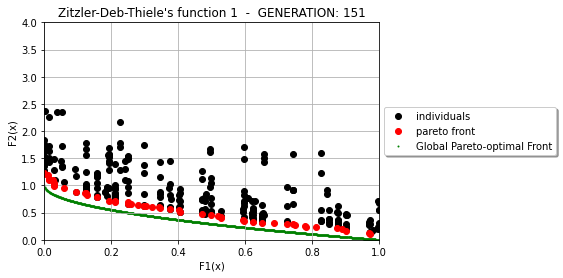 Zitzler-Deb-Thiele's function 1 - GENERATION: 151
4.0
3.5
3.0
2.5
2.0
1.5
1.0
0.5
0.0
F2(x)
0.0 0.2 0.4 0.6 0.8 1.0
F1(x)
individuals
pareto front
Global Pareto-optimal Front